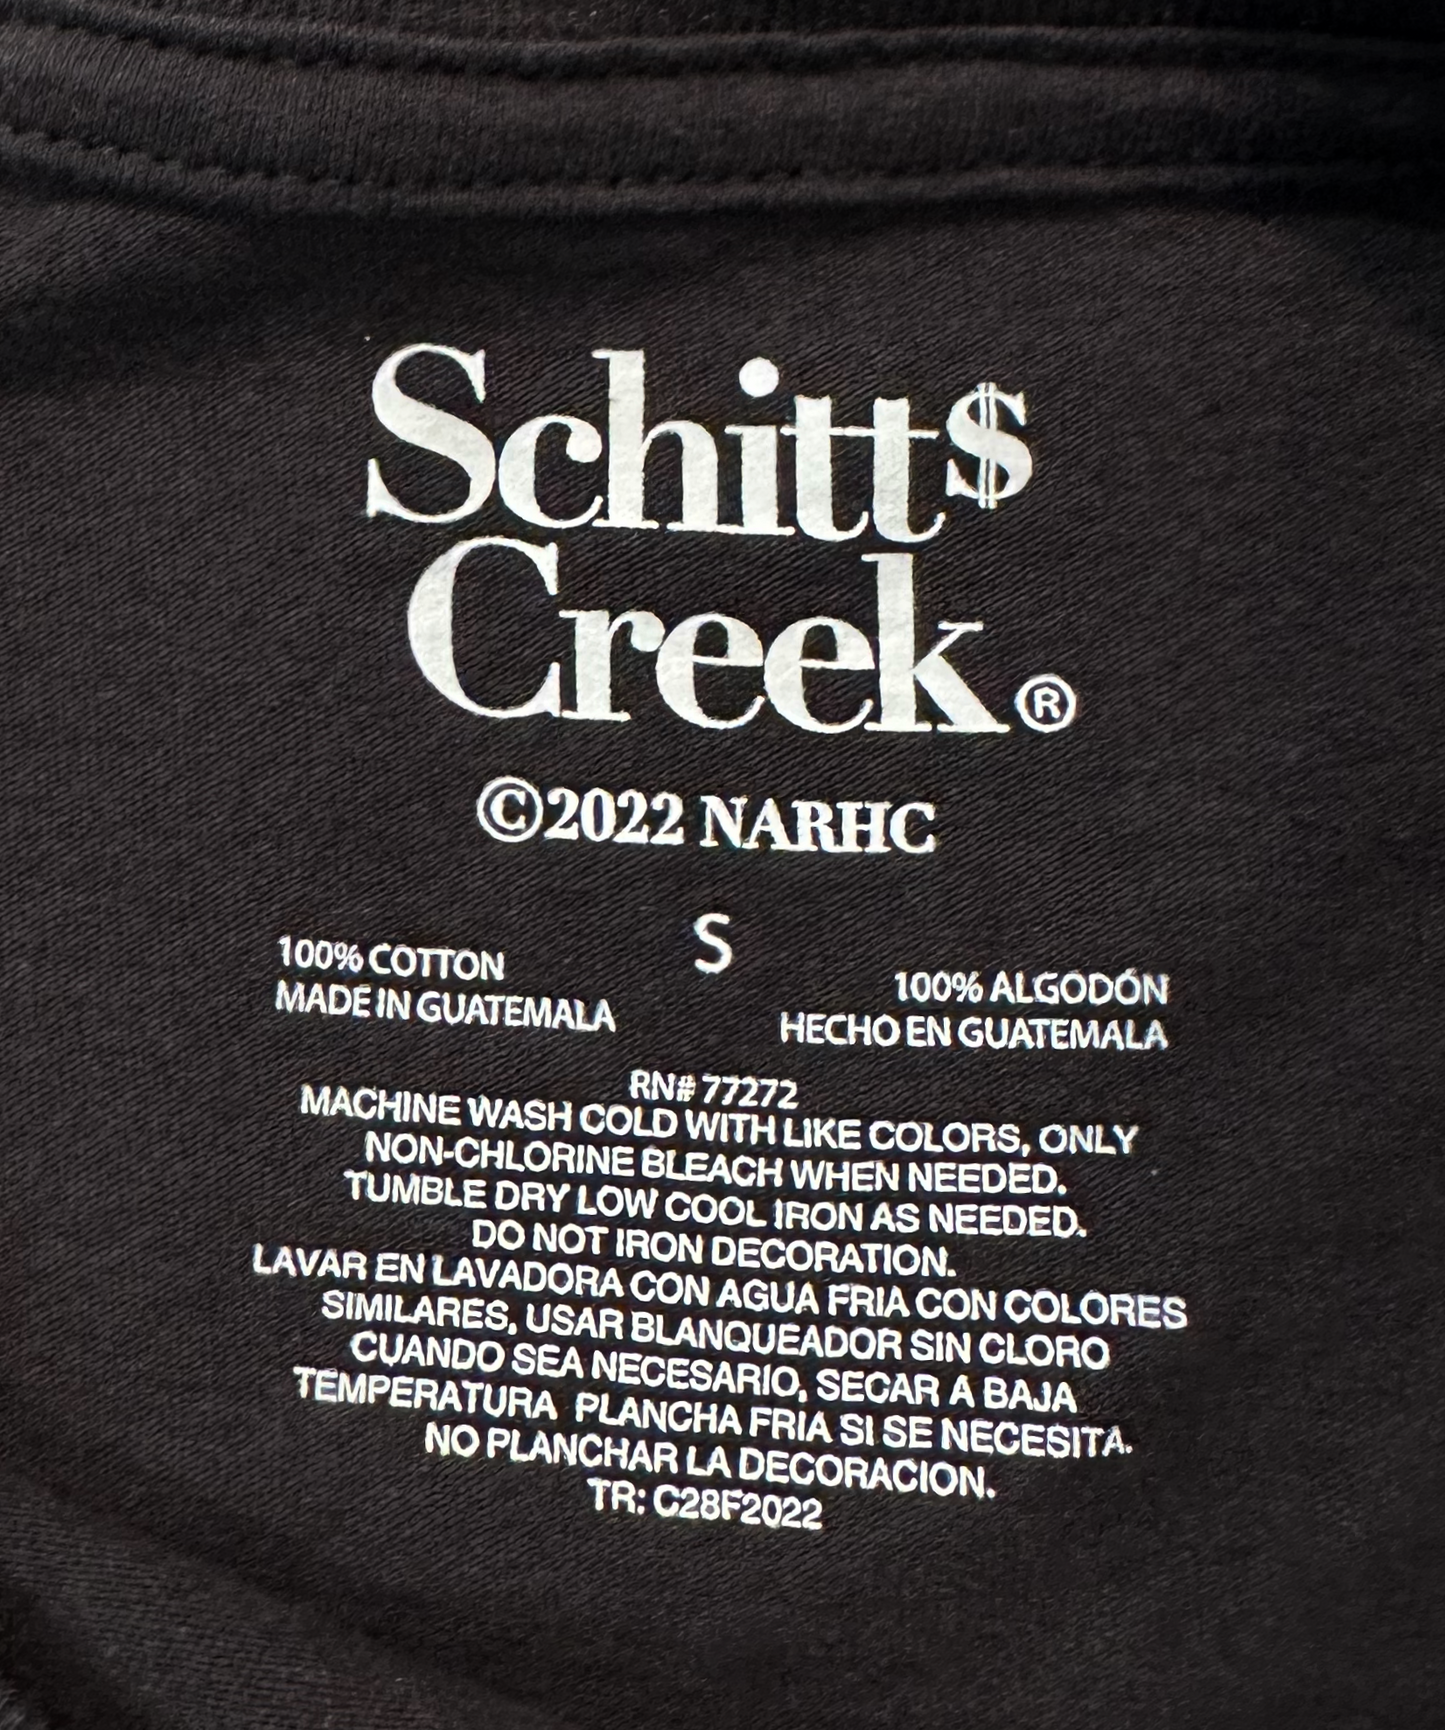 Schitt$
Creek®
©2022 NARHC
S
100% COTTON
MADE IN GUATEMALA
100% ALGODÓN
HECHO EN GUATEMALA
RN# 77272
MACHINE WASH COLD WITH LIKE COLORS, ONLY
NON-CHLORINE BLEACH WHEN NEEDED.
TUMBLE DRY LOW COOL IRON AS NEEDED.
DO NOT IRON DECORATION.
LAVAR EN LAVADORA CON AGUA FRIA CON COLORES
SIMILARES, USAR BLANQUEADOR SIN CLORO
CUANDO SEA NECESARIO, SECAR A BAJA
TEMPERATURA PLANCHA FRIA SI SE NECESITA.
NO PLANCHAR LA DECORACION.
TR: C28F2022